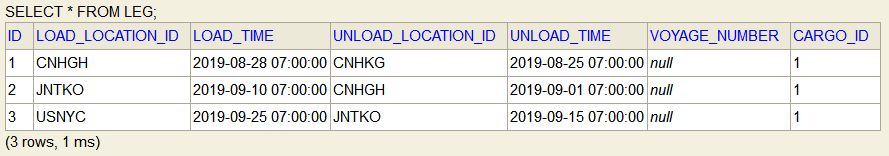 SELECT * FROM LEG;
ID LOAD_LOCATION_ID LOAD_TIME UNLOAD_LOCATION_ID UNLOAD_TIME VOYAGE_NUMBER CARGO_ID
1 CNHGH 2019-08-28 07:00:00 CNHKG 2019-08-25 07:00:00 null 1
2 JNTKO 2019-09-10 07:00:00 CNHGH 2019-09-01 07:00:00 null 1
3 USNYC 2019-09-25 07:00:00 JNTKO 2019-09-15 07:00:00 null 1
(3 rows, 1 ms)